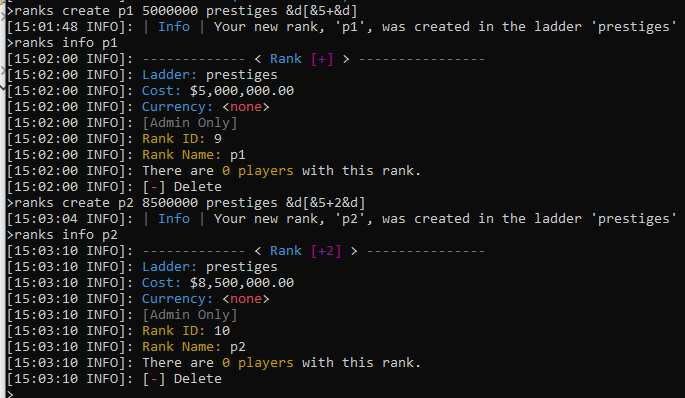 >ranks create p1 5000000 prestiges &d[&5+&d]
[15:01:48 INFO]: | Info | Your new rank, 'p1', was created in the ladder 'prestiges'
>ranks info p1
[15:02:00 INFO]: ------------- < Rank [+] > ----------------
[15:02:00 INFO]: Ladder: prestiges
[15:02:00 INFO]: Cost: $5,000,000.00
[15:02:00 INFO]: Currency: <none>
[15:02:00 INFO]: [Admin Only]
[15:02:00 INFO]: Rank ID: 9
[15:02:00 INFO]: Rank Name: p1
[15:02:00 INFO]: There are 0 players with this rank.
[15:02:00 INFO]: [-] Delete
>ranks create p2 8500000 prestiges &d[&5+2&d]
[15:03:04 INFO]: | Info | Your new rank, 'p2', was created in the ladder 'prestiges'
>ranks info p2
[15:03:10 INFO]: ------------- < Rank [+2] > ---------------
[15:03:10 INFO]: Ladder: prestiges
[15:03:10 INFO]: Cost: $8,500,000.00
[15:03:10 INFO]: Currency: <none>
[15:03:10 INFO]: [Admin Only]
[15:03:10 INFO]: Rank ID: 10
[15:03:10 INFO]: Rank Name: p2
[15:03:10 INFO]: There are 0 players with this rank.
[15:03:10 INFO]: [-] Delete
>